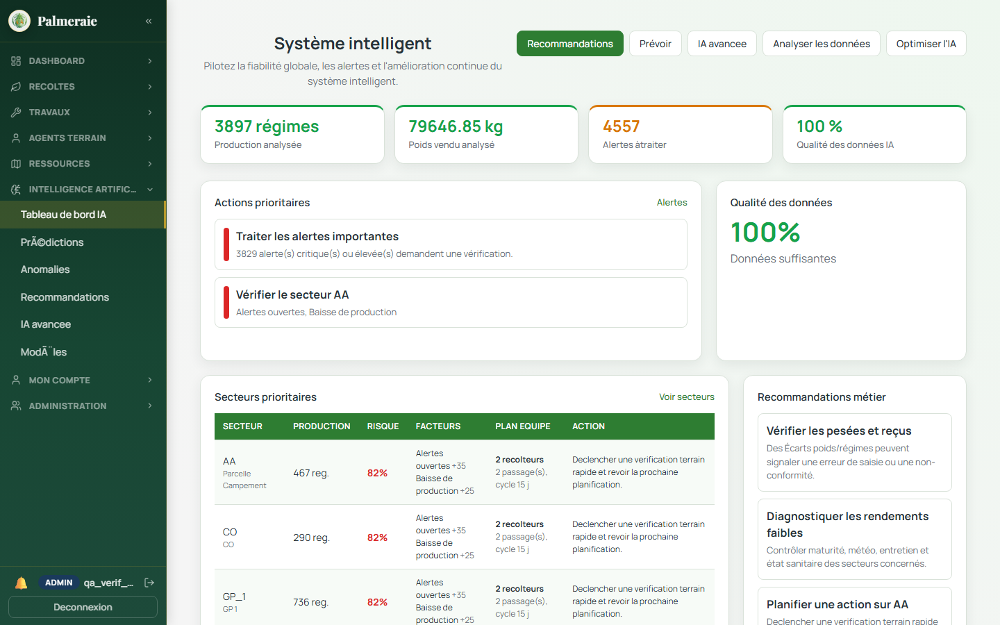 Palmeraie
«
DASHBOARD
RECOLTES
TRAVAUX
AGENTS TERRAIN
RESSOURCES
INTELLIGENCE ARTIFIC...
Tableau de bord IA
PrÃ©dictions
Anomalies
Recommandations
IA avancee
ModÃ¨les
MON COMPTE
ADMINISTRATION
ADMIN
qa_verif_...
Deconnexion
Système intelligent
Pilotez la fiabilité globale, les alertes et l'amélioration continue du
système intelligent.
Recommandations
Prévoir
IA avancee
Analyser les données
Optimiser l'IA
3897 régimes
Production analysée
79646.85 kg
Poids vendu analysé
4557
Alertes àtraiter
100 %
Qualité des données IA
Actions prioritaires
Alertes
Traiter les alertes importantes
3829 alerte(s) critique(s) ou élevée(s) demandent une vérification.
Vérifier le secteur AA
Alertes ouvertes, Baisse de production
Qualité des données
100%
Données suffisantes
Secteurs prioritaires
Voir secteurs
SECTEUR PRODUCTION RISQUE FACTEURS PLAN EQUIPE ACTION
AA
Parcelle
Campement
467 reg.
82%
Alertes
ouvertes +35
Baisse de
production +25
2 recolteurs
2 passage(s),
cycle 15 j
Declencher une verification terrain
rapide et revoir la prochaine
planification.
CO
CO
290 reg.
82%
Alertes
ouvertes +35
Baisse de
production +25
2 recolteurs
2 passage(s),
cycle 15 j
Declencher une verification terrain
rapide et revoir la prochaine
planification.
GP_1
GP 1
736 reg.
82%
Alertes
ouvertes +35
Baisse de
production +25
2 recolteurs
2 passage(s),
cycle 15 j
Declencher une verification terrain
rapide et revoir la prochaine
planification.
Recommandations métier
Vérifier les pesées et reçus
Des Écarts poids/régimes peuvent
signaler une erreur de saisie ou une non-
conformité.
Diagnostiquer les rendements
faibles
Contrôler maturité, météo, entretien et
état sanitaire des secteurs concernés.
Planifier une action sur AA
Declencher une verification terrain rapide